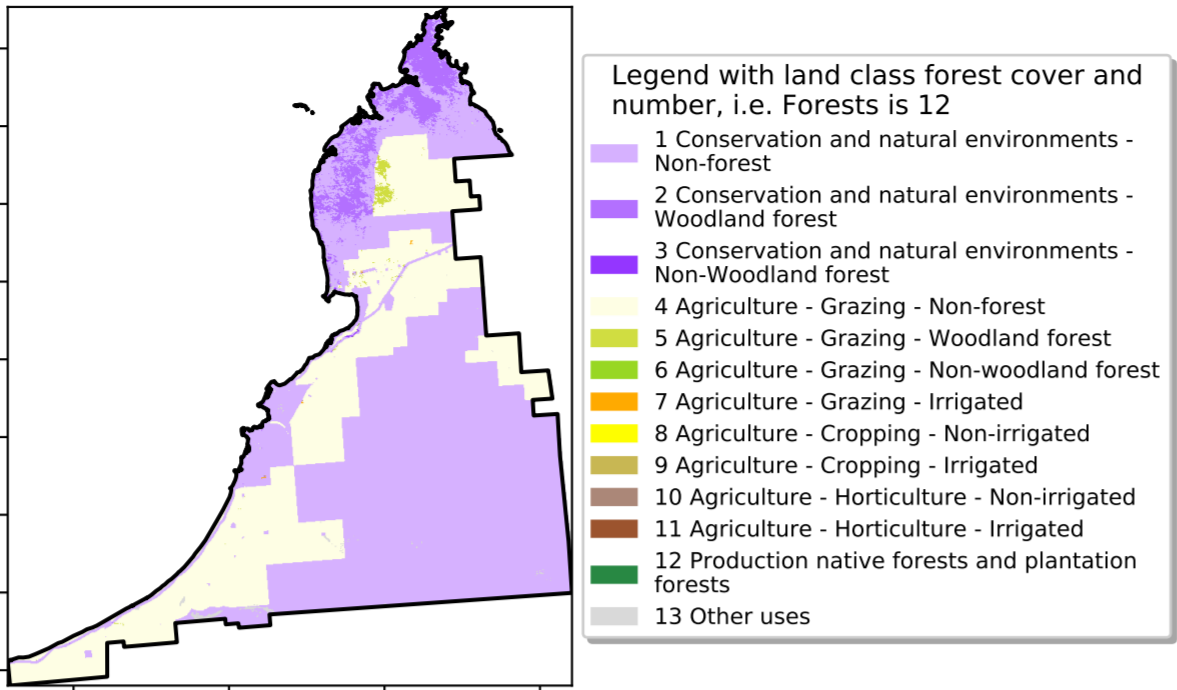 Legend with land class forest cover and
number, i.e. Forests is 12
1 Conservation and natural environments -
Non-forest
2 Conservation and natural environments -
Woodland forest
3 Conservation and natural environments -
Non-Woodland forest
4 Agriculture - Grazing - Non-forest
5 Agriculture - Grazing - Woodland forest
6 Agriculture - Grazing - Non-woodland forest
7 Agriculture - Grazing - Irrigated
8 Agriculture - Cropping - Non-irrigated
9 Agriculture - Cropping - Irrigated
10 Agriculture - Horticulture - Non-irrigated
11 Agriculture - Horticulture - Irrigated
12 Production native forests and plantation
forests
13 Other uses